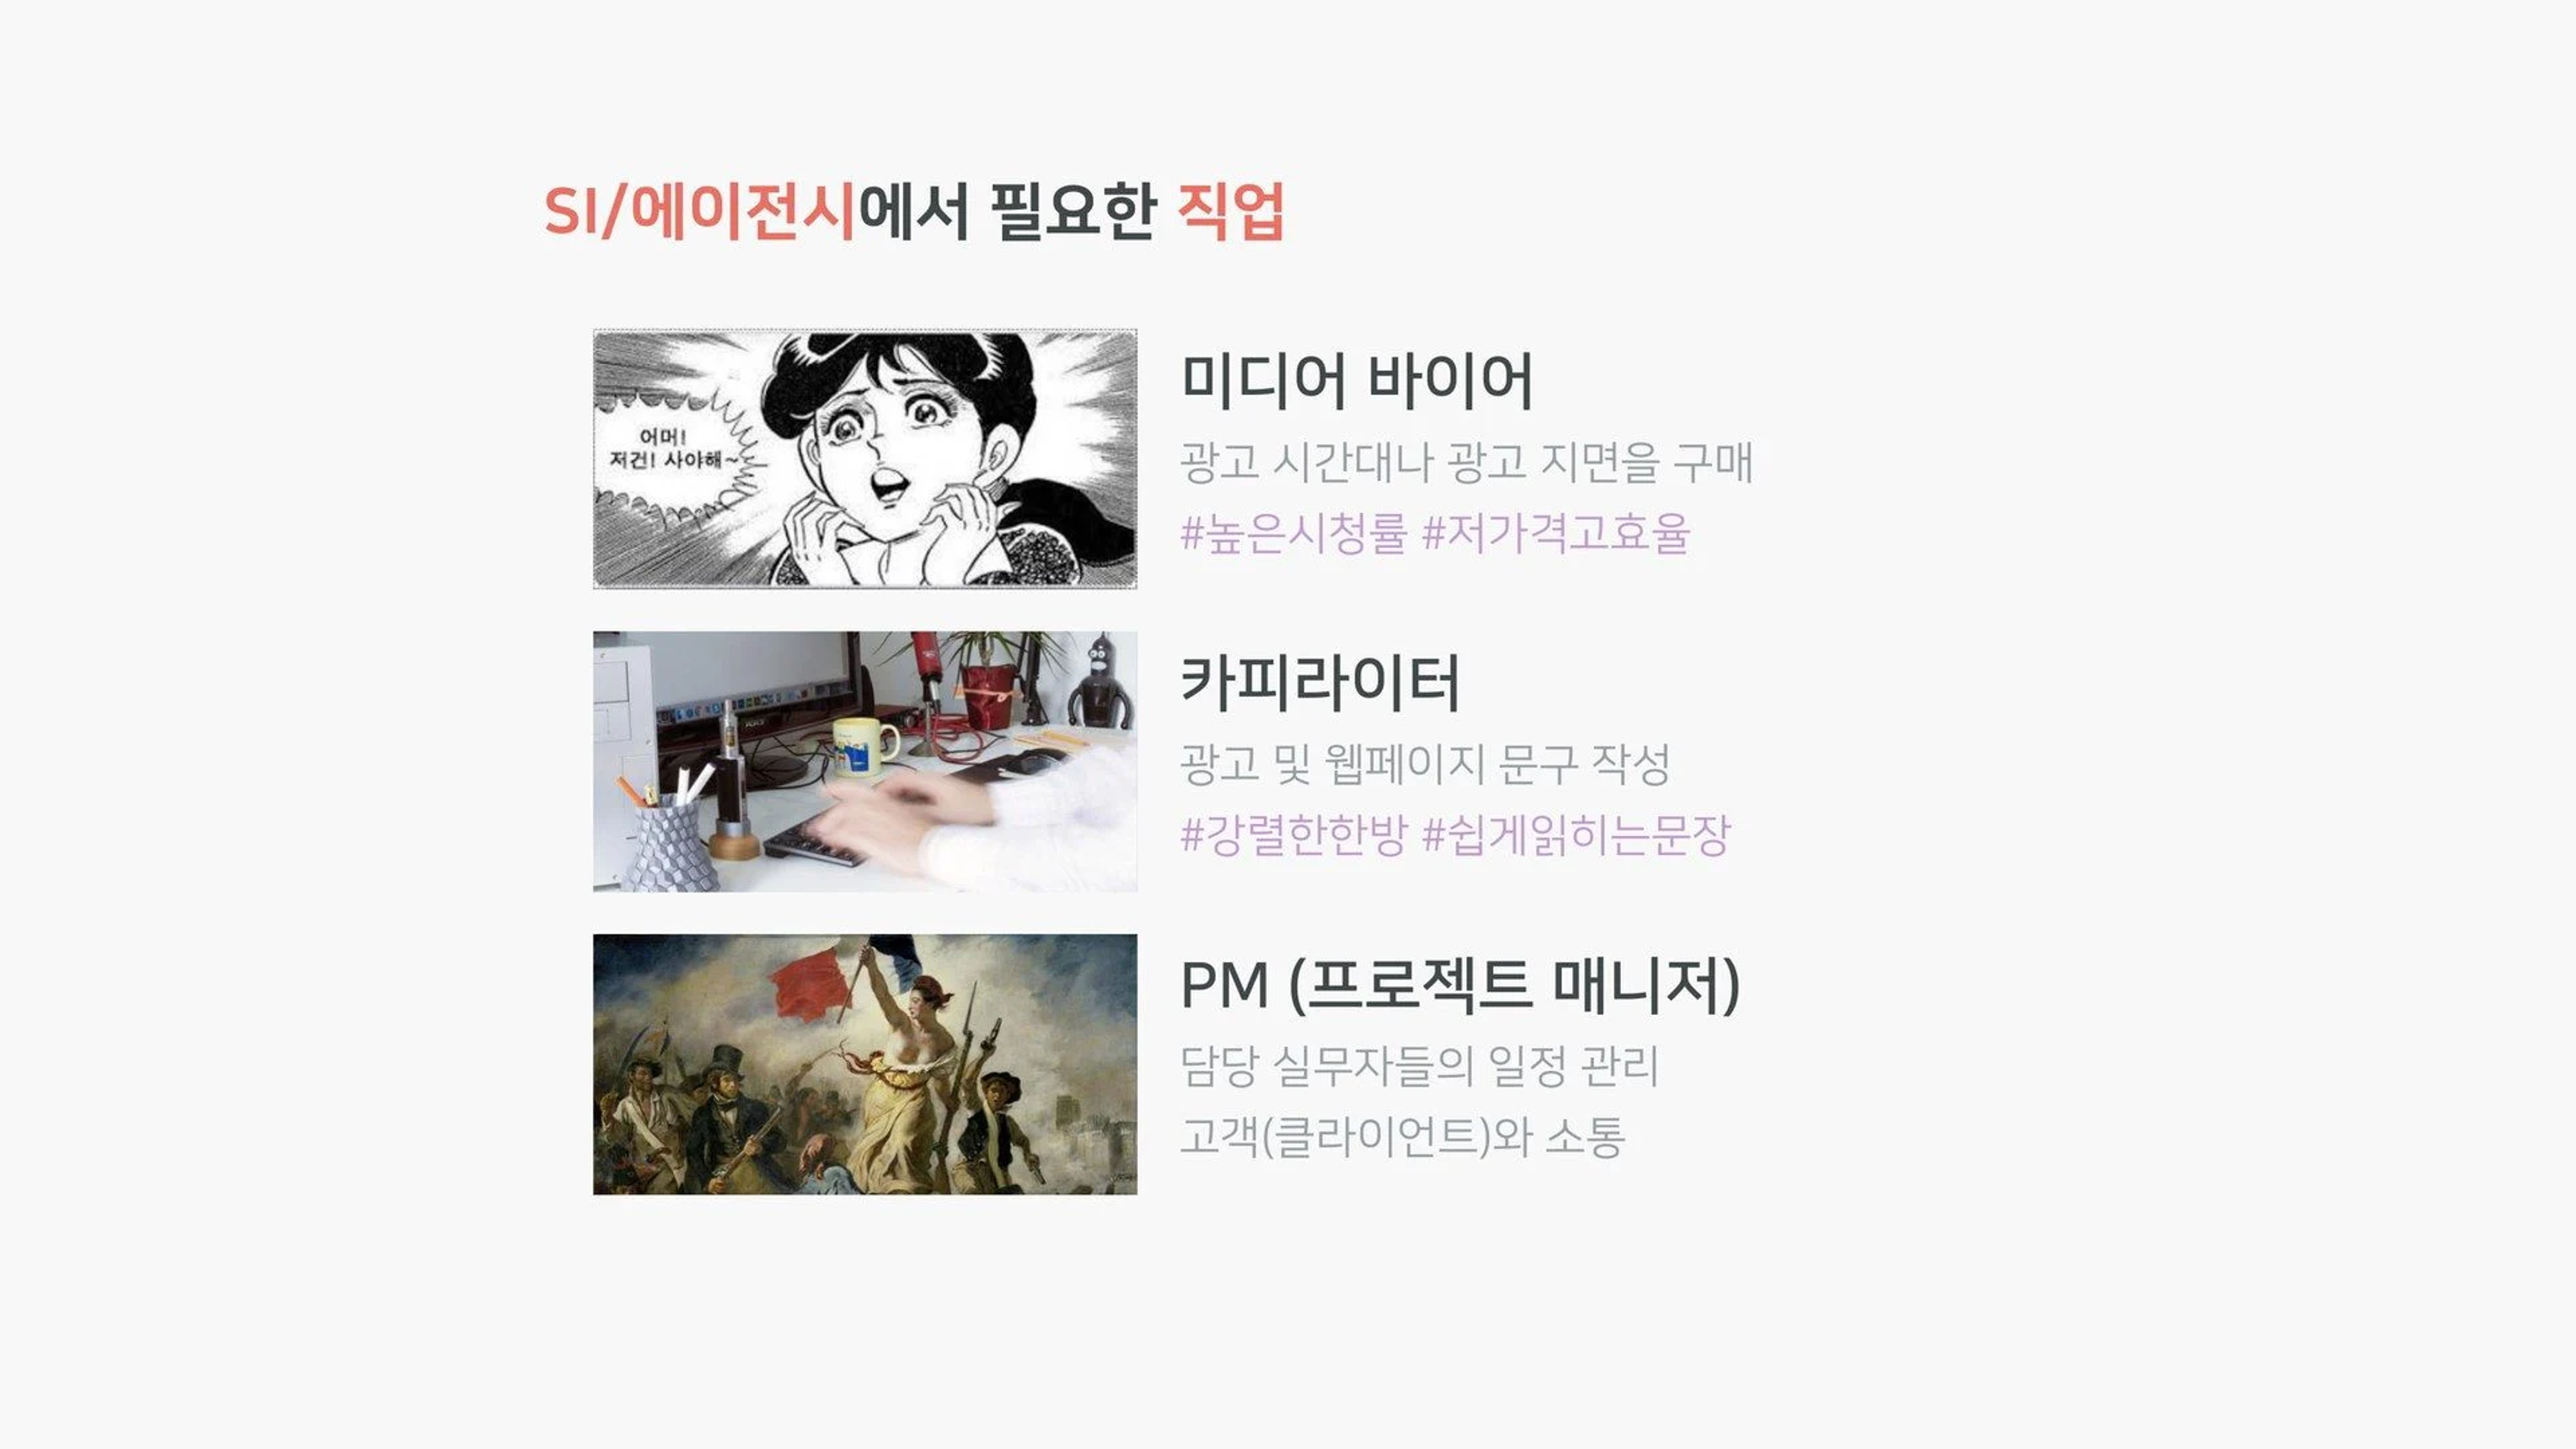 SI/에이전시에서 필요한 직업
어머!
저건! 사야해~
미디어 바이어
광고 시간대나 광고 지면을 구매
#높은시청률 #저가격고효율
카피라이터
광고 및 웹페이지 문구 작성
#강렬한한방 #쉽게읽히는문장
PM (프로젝트 매니저)
담당 실무자들의 일정 관리
고객(클라이언트)와 소통